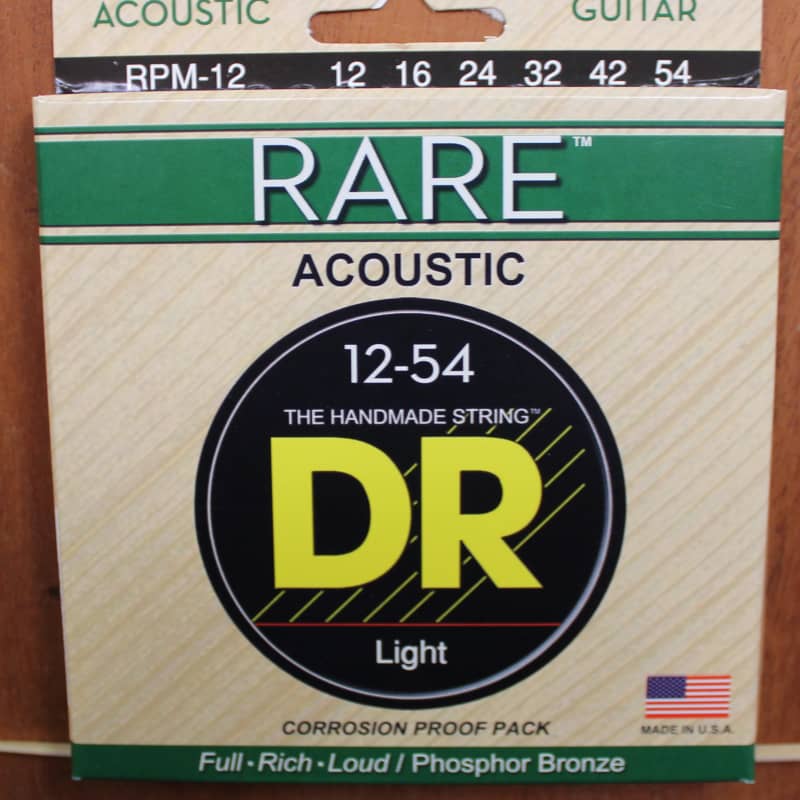 ACOUSTIC GUITAR
RPM-12 12 16 24 32 42 54
RARE™
ACOUSTIC
12-54
THE HANDMADE STRING™
DR
Light
CORROSION PROOF PACK
MADE IN U.S.A.
Full • Rich • Loud / Phosphor Bronze